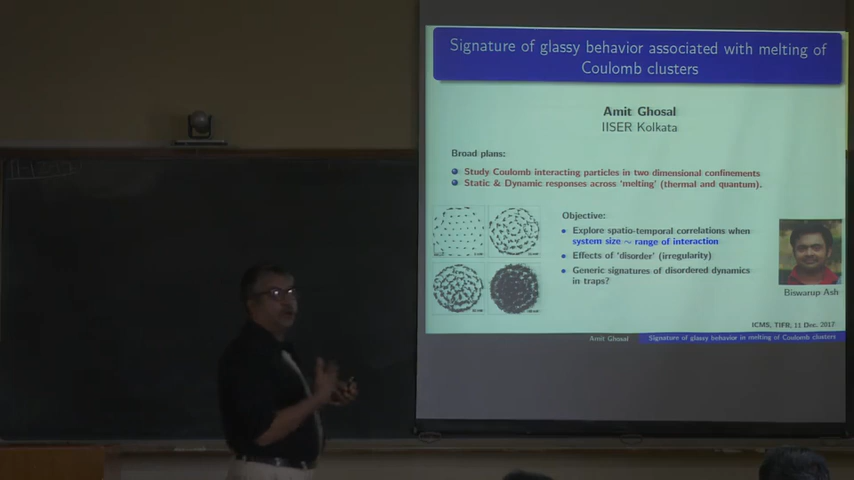 Signature of glassy behavior associated with melting of
Coulomb clusters
Amit Ghosal
IISER Kolkata
Broad plans:
Study Coulomb interacting particles in two dimensional confinements
Static & Dynamic responses across 'melting' (thermal and quantum).
Objective:
Explore spatio-temporal correlations when
system size ~ range of interaction
Effects of 'disorder' (irregularity)
Generic signatures of disordered dynamics
in traps?
Biswarup Ash
ICMS, TIFR, 11 Dec. 2017
Amit Ghosal
Signature of glassy behavior in melting of Coulomb clusters